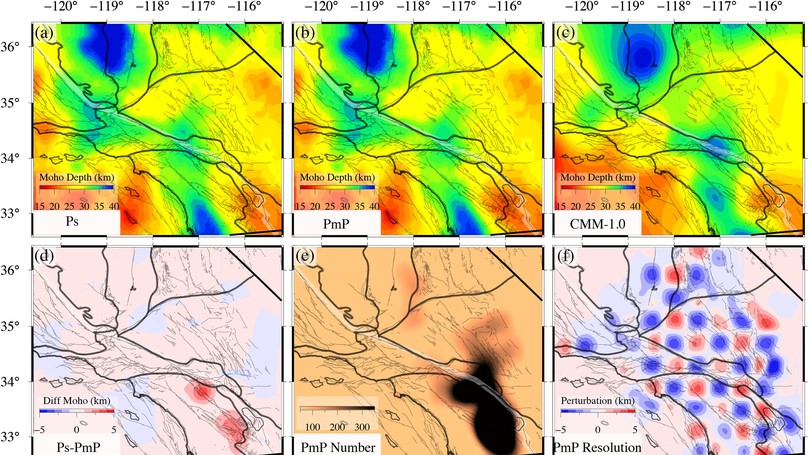 −120° −119° −118° −117° −116° −120° −119° −118° −117° −116° −120° −119° −118° −117° −116°
(a) (b) (c)
36°
35°
34°
33°
Moho Depth (km) Moho Depth (km) Moho Depth (km)
15 20 25 30 35 40 15 20 25 30 35 40 15 20 25 30 35 40
Ps PmP CMM-1.0
(d) (e) (f)
36°
35°
34°
33°
Diff Moho (km) Perturbation (km)
−5 0 5 100 200 300 −5 0 5
Ps-PmP PmP Number PmP Resolution